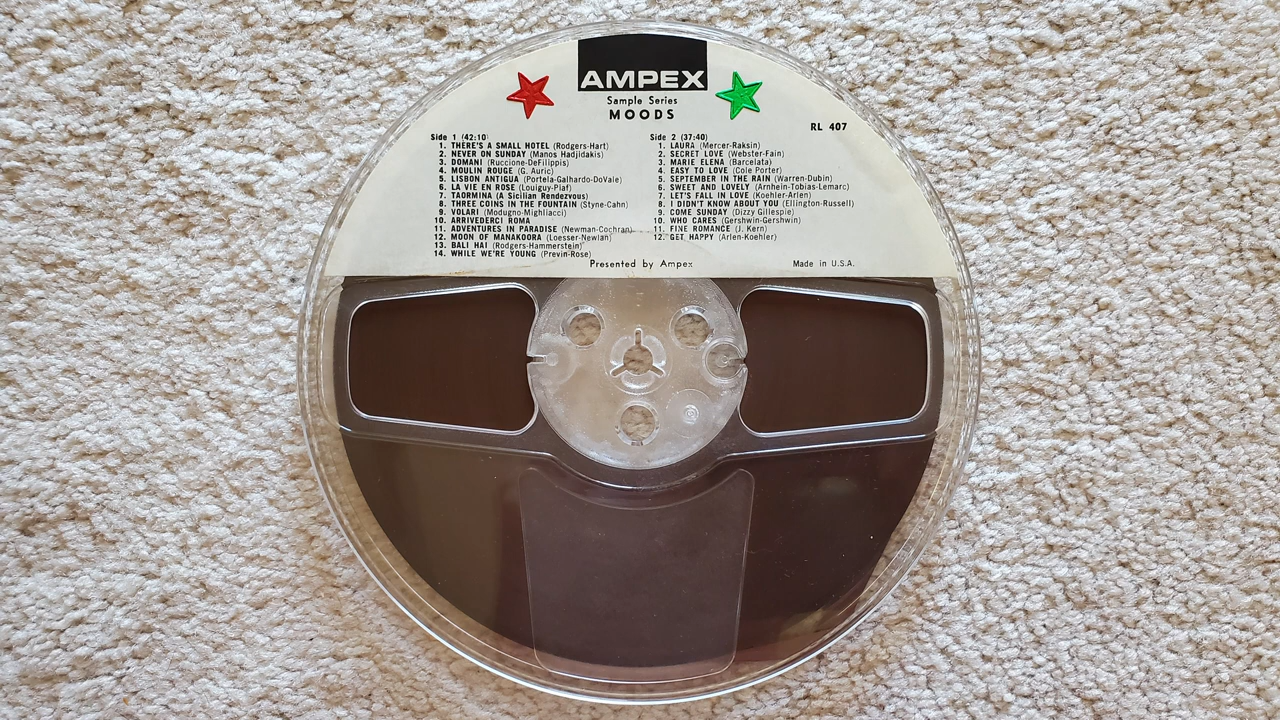 AMPEX
Sample Series
MOODS
RL 407
Side 1 (42:10)
1. THERE'S A SMALL HOTEL (Rodgers-Hart)
2. NEVER ON SUNDAY (Manos Hadjidakis)
3. DOMANI (Ruccione-DeFilippis)
4. MOULIN ROUGE (G. Auric)
5. LISBON ANTIGUA (Portela-Galhardo-DoVale)
6. LA VIE EN ROSE (Louiguy-Piaf)
7. TAORMINA (A Sicilian Rendezvous)
8. THREE COINS IN THE FOUNTAIN (Styne-Cahn)
9. VOLARI (Modugno-Migliacci)
10. ARRIVEDERCI ROMA
11. ADVENTURES IN PARADISE (Newman-Cochran)
12. MOON OF MANAKOORA (Loesser-Newman)
13. BALI HAI (Rodgers-Hammerstein)
14. WHILE WE'RE YOUNG (Previn-Rose)
Side 2 (37:40)
1. LAURA (Mercer-Raksin)
2. SECRET LOVE (Webster-Fain)
3. MARIE ELENA (Barcelata)
4. EASY TO LOVE (Cole Porter)
5. SEPTEMBER IN THE RAIN (Warren-Dubin)
6. SWEET AND LOVELY (Arnheim-Tobias-Lemarc)
7. LET'S FALL IN LOVE (Koehler-Arlen)
8. I DIDN'T KNOW ABOUT YOU (Ellington-Russell)
9. COME SUNDAY (Dizzy Gillespie)
10. WHO CARES (Gershwin-Gershwin)
11. FINE ROMANCE (J. Kern)
12. GET HAPPY (Arlen-Koehler)
Presented by Ampex
Made in U.S.A.